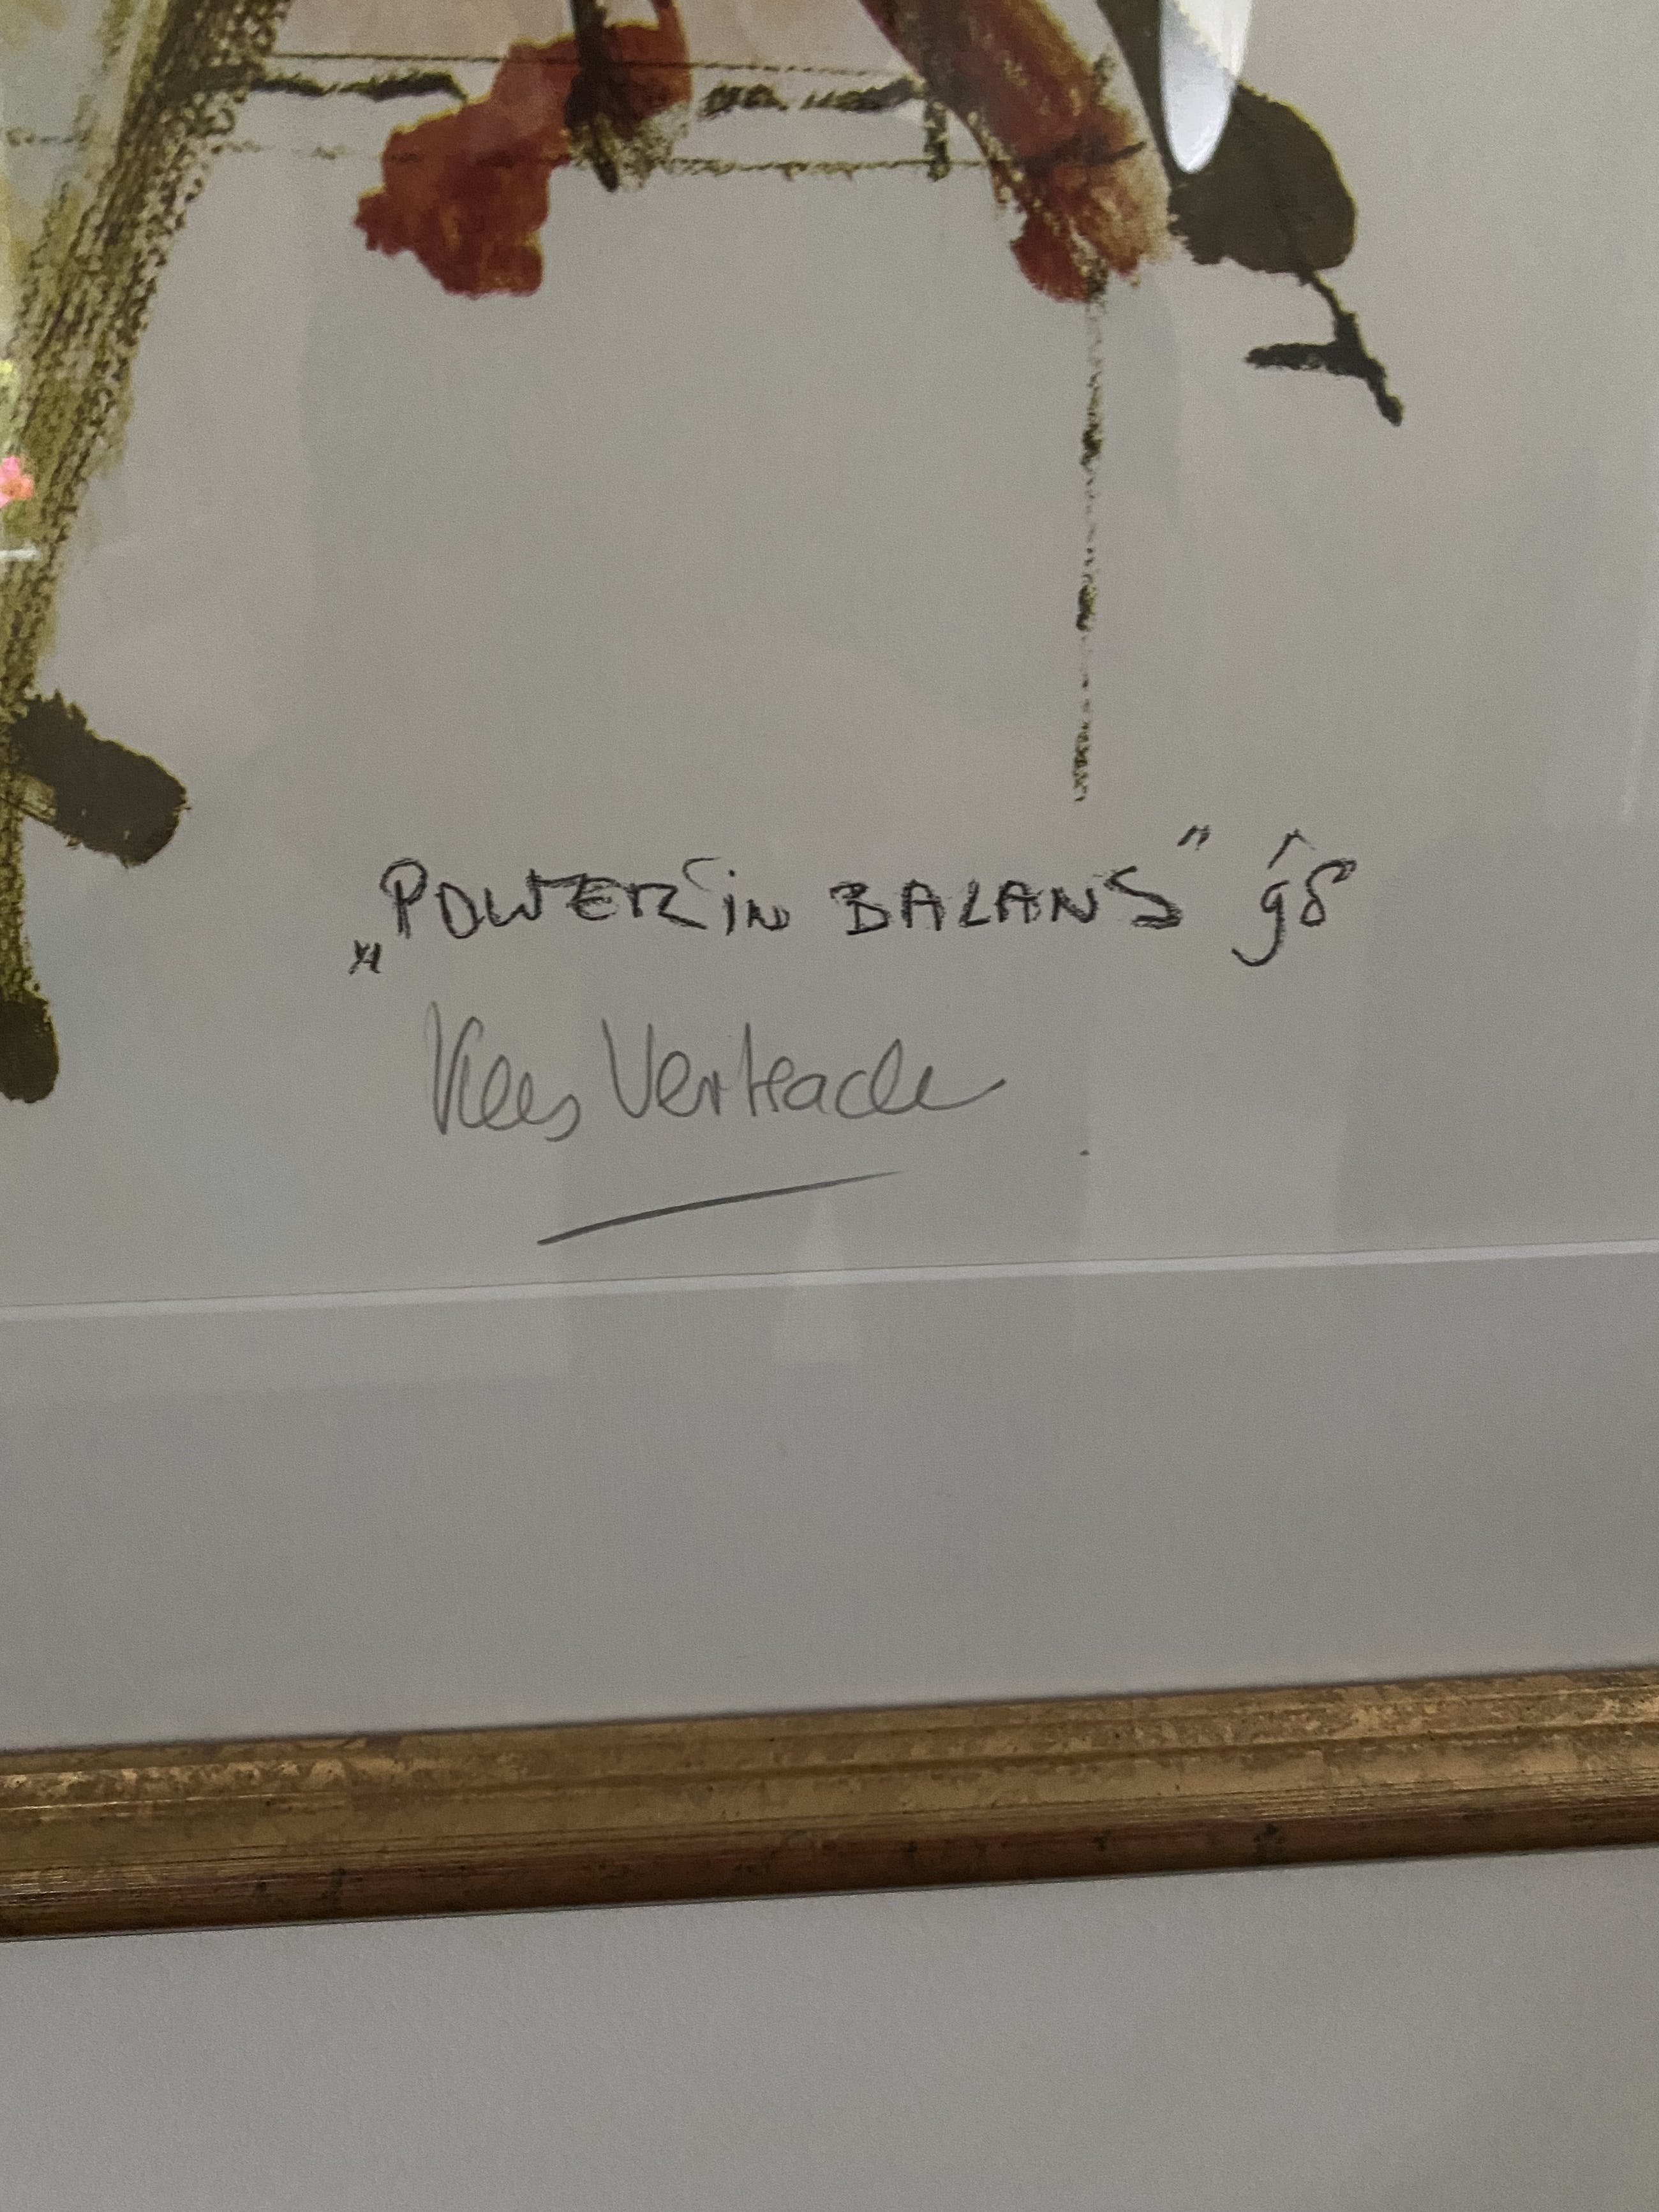 „POWER in BALANS” '98
Kees Verkade